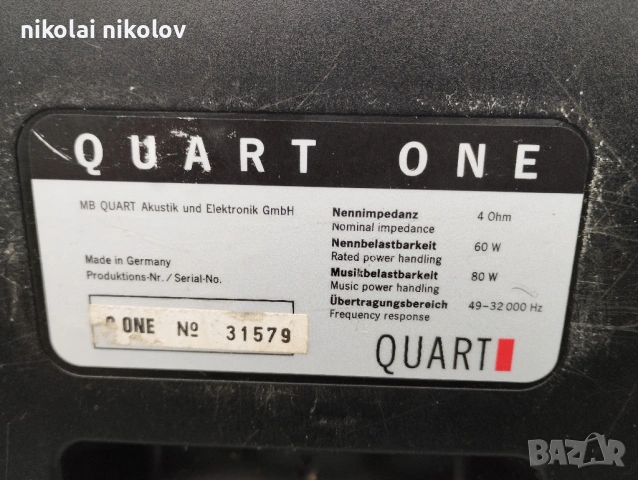 nikolai nikolov
QUART ONE
MB QUART Akustik und Elektronik GmbH
Made in Germany
Produktions-Nr. / Serial-No.
Q ONE Nº 31579
Nennimpedanz 4 Ohm
Nominal impedance
Nennbelastbarkeit 60 W
Rated power handling
Musikbelastbarkeit 80 W
Music power handling
Übertragungsbereich 49-32 000 Hz
Frequency response
QUART
BAZAR